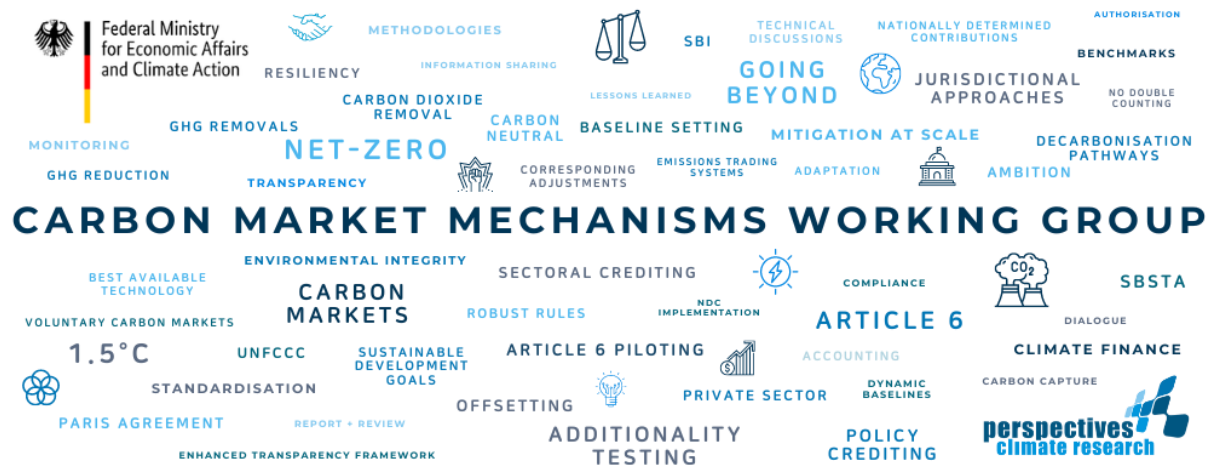 Federal Ministry
for Economic Affairs
and Climate Action
METHODOLOGIES
SBI
TECHNICAL
DISCUSSIONS
NATIONALLY DETERMINED
CONTRIBUTIONS
AUTHORISATION
BENCHMARKS
RESILIENCY
INFORMATION SHARING
GOING
BEYOND
JURISDICTIONAL
APPROACHES
NO DOUBLE
COUNTING
CARBON DIOXIDE
REMOVAL
LESSONS LEARNED
GHG REMOVALS
CARBON
NEUTRAL
BASELINE SETTING
MITIGATION AT SCALE
DECARBONISATION
PATHWAYS
MONITORING
NET-ZERO
GHG REDUCTION
TRANSPARENCY
CORRESPONDING
ADJUSTMENTS
EMISSIONS TRADING
SYSTEMS
ADAPTATION
AMBITION
CARBON MARKET MECHANISMS WORKING GROUP
ENVIRONMENTAL INTEGRITY
SECTORAL CREDITING
CO2
BEST AVAILABLE
TECHNOLOGY
CARBON
MARKETS
COMPLIANCE
SBSTA
VOLUNTARY CARBON MARKETS
ROBUST RULES
NDC
IMPLEMENTATION
ARTICLE 6
DIALOGUE
1.5°C
UNFCCC
SUSTAINABLE
DEVELOPMENT
GOALS
ARTICLE 6 PILOTING
$
ACCOUNTING
CLIMATE FINANCE
STANDARDISATION
OFFSETTING
PRIVATE SECTOR
DYNAMIC
BASELINES
CARBON CAPTURE
PARIS AGREEMENT
REPORT + REVIEW
ADDITIONALITY
TESTING
POLICY
CREDITING
perspectives
climate research
ENHANCED TRANSPARENCY FRAMEWORK